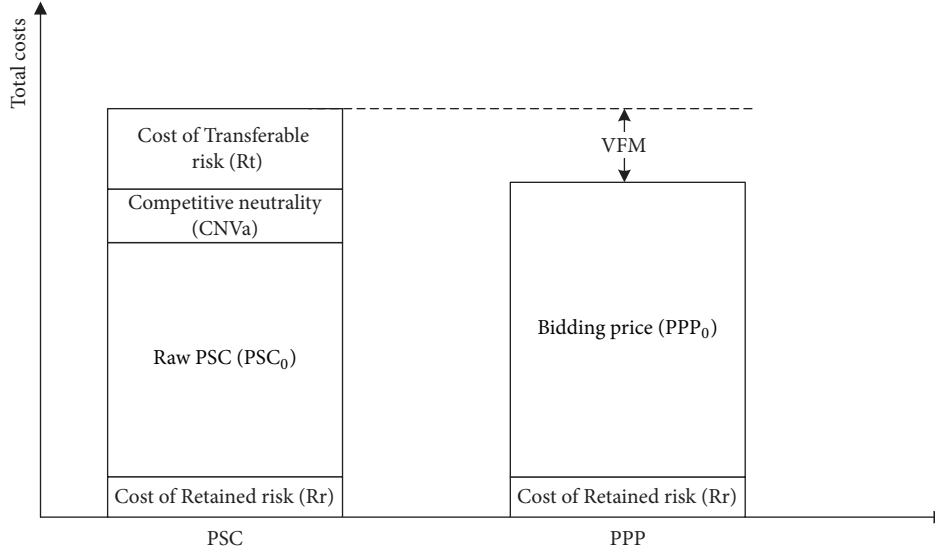 Total costs
Cost of Transferable
risk (Rt)
Competitive neutrality
(CNVa)
Raw PSC (PSC₀)
Cost of Retained risk (Rr)
PSC
VFM
Bidding price (PPP₀)
Cost of Retained risk (Rr)
PPP